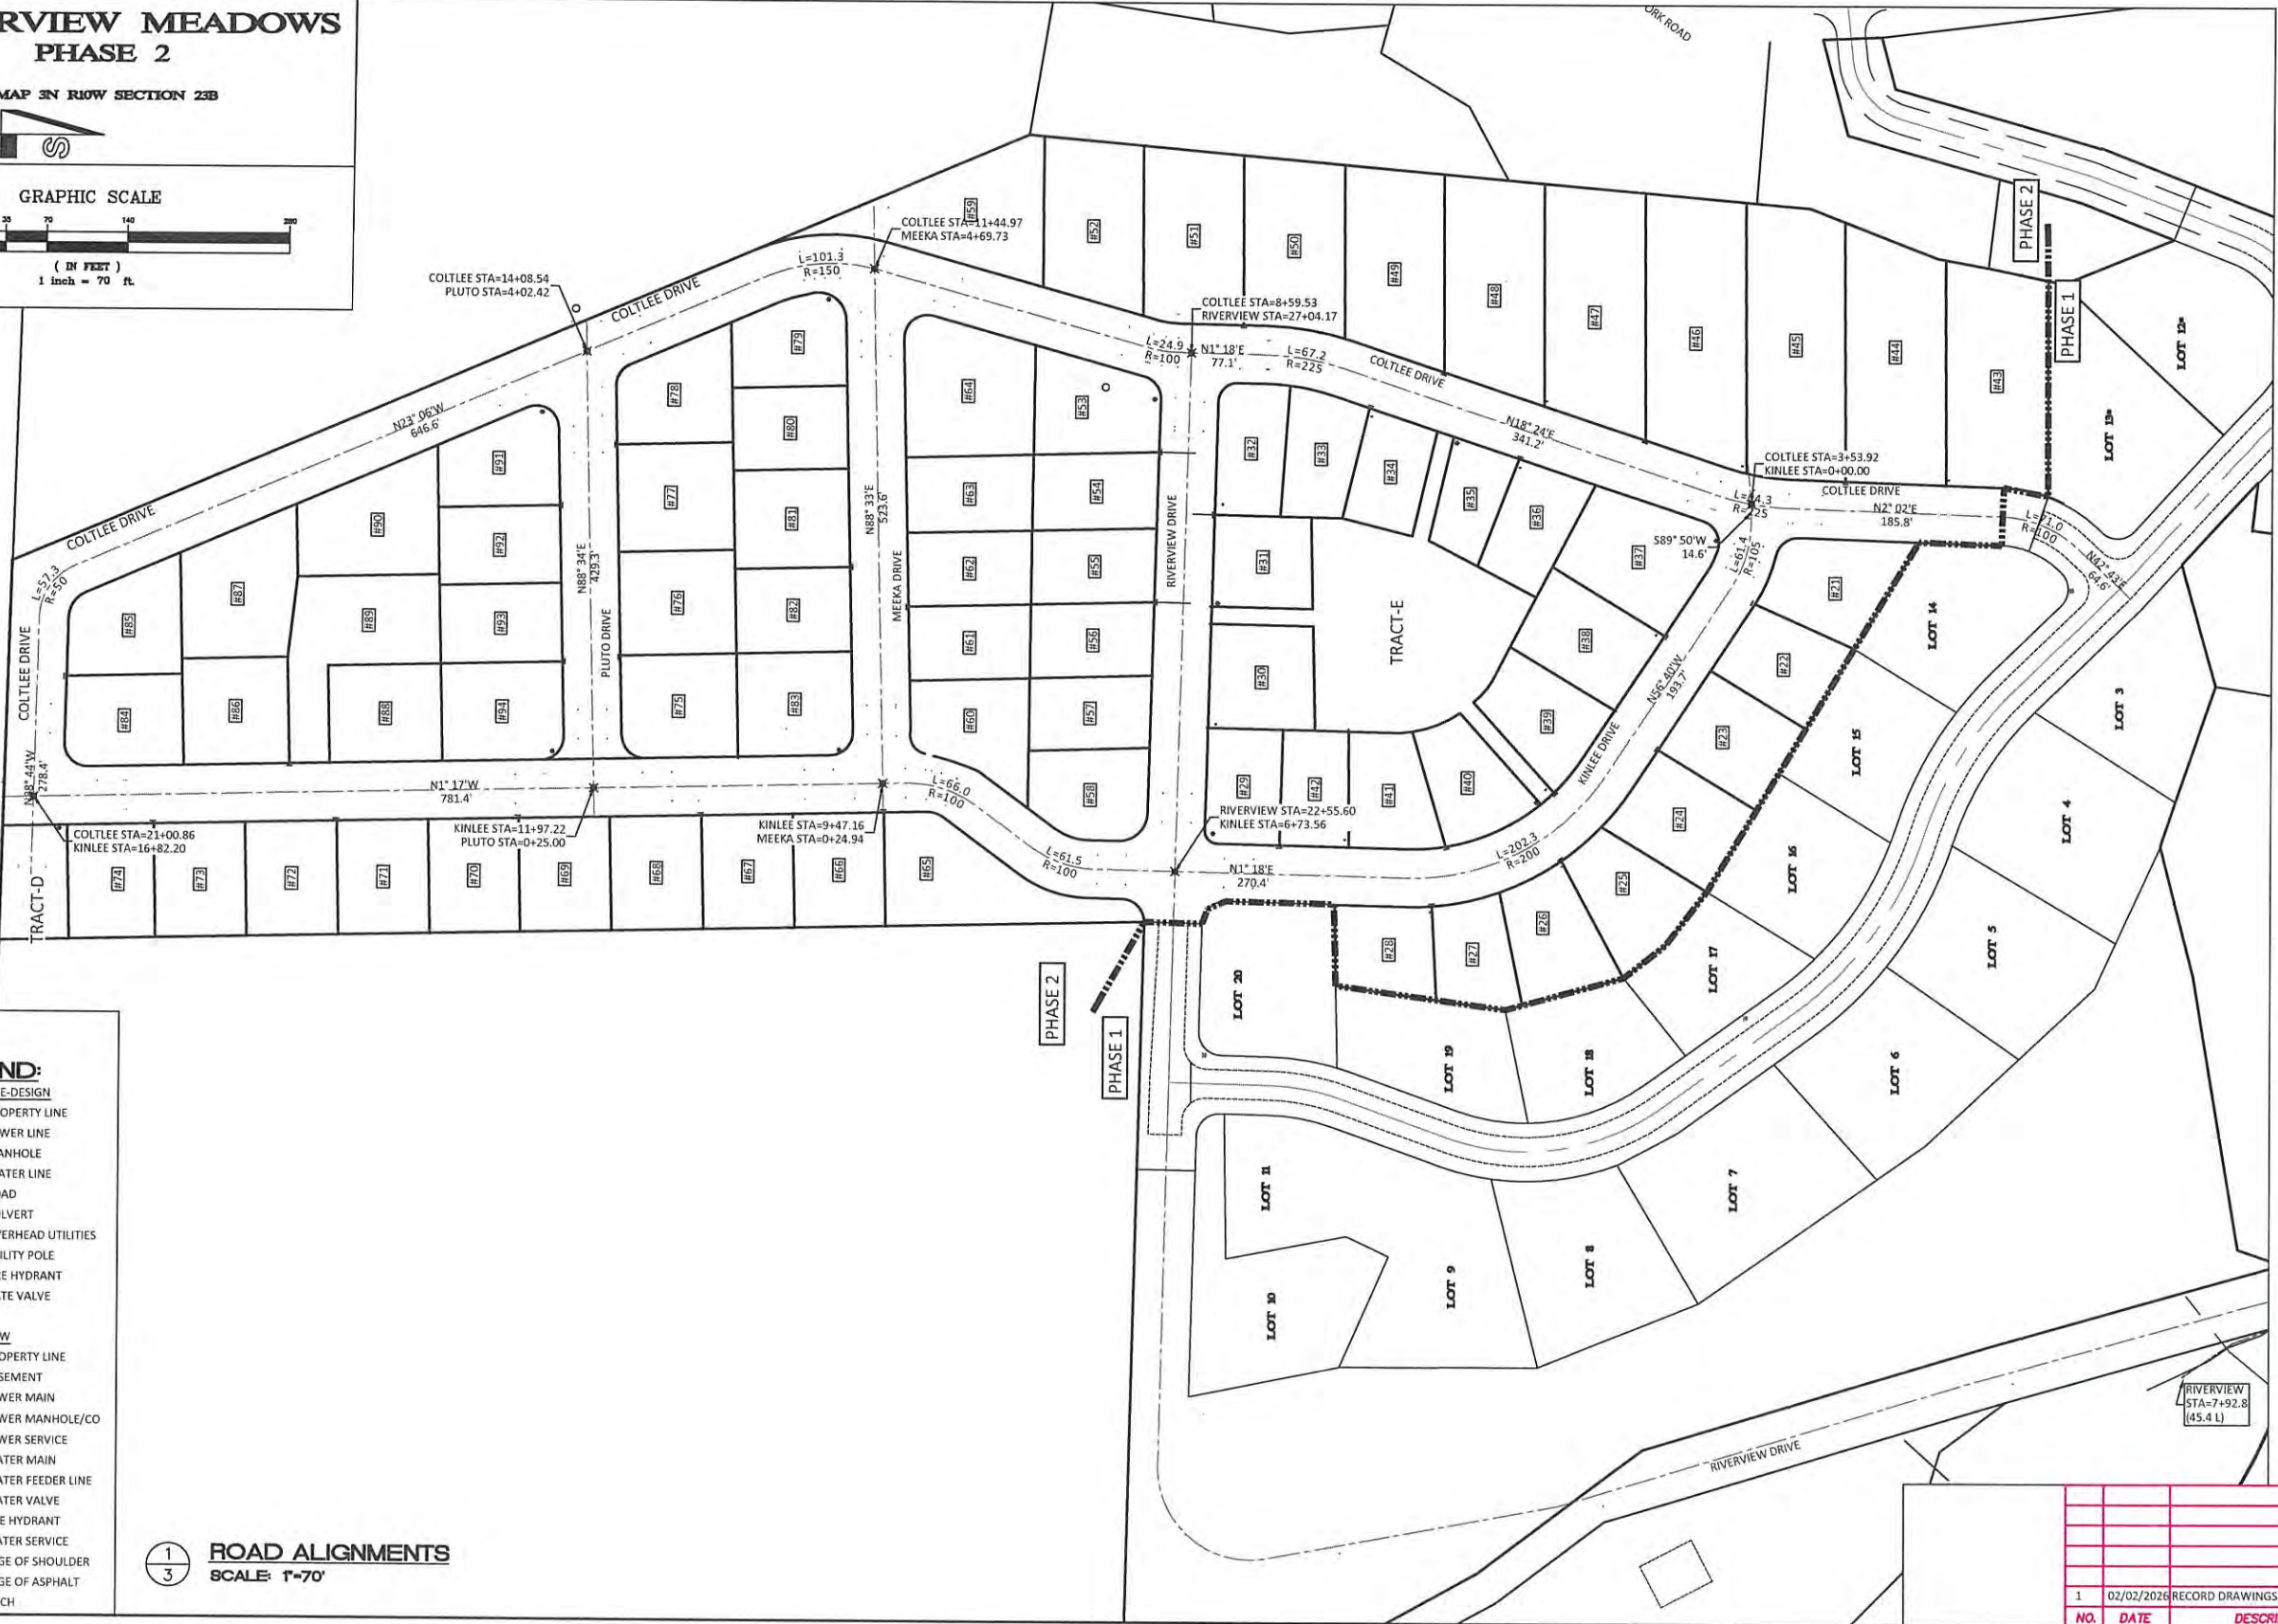 RVIEW MEADOWS
PHASE 2
MAP 3N R10W SECTION 23B
S
GRAPHIC SCALE
35 70 140 280
( IN FEET )
1 inch = 70 ft.
ORK ROAD
PHASE 2
PHASE 1
COLTLEE STA=11+44.97
MEEKA STA=4+69.73
COLTLEE STA=14+08.54
PLUTO STA=4+02.42
COLTLEE STA=8+59.53
RIVERVIEW STA=27+04.17
COLTLEE STA=3+53.92
KINLEE STA=0+00.00
L=101.3
R=150
COLTLEE DRIVE
L=24.9
R=100
N1° 18'E
77.1'
L=67.2
R=225
COLTLEE DRIVE
N18° 24'E
341.2'
R=225
COLTLEE DRIVE
N2° 02'E
185.8'
L=71.0
R=100
N42° 43'E
64.6'
S89° 50'W
14.6'
L=61.4
R=105
N23° 06'W
646.6'
COLTLEE DRIVE
L=57.3
R=50
COLTLEE DRIVE
N88° 44'W
278.4'
N88° 34'E
429.3'
PLUTO DRIVE
N88° 33'E
523.6'
MEEKA DRIVE
RIVERVIEW DRIVE
TRACT-E
N56° 40'W
193.7'
KINLEE DRIVE
N1° 17'W
781.4'
L=66.0
R=100
L=61.5
R=100
N1° 18'E
270.4'
L=202.3
R=200
COLTLEE STA=21+00.86
KINLEE STA=16+82.20
KINLEE STA=11+97.22
PLUTO STA=0+25.00
KINLEE STA=9+47.16
MEEKA STA=0+24.94
RIVERVIEW STA=22+55.60
KINLEE STA=6+73.56
TRACT-D
#59
#52
#51
#50
#49
#48
#47
#46
#45
#44
#43
#79
#78
#80
#64
#53
#32
#33
#34
#35
#36
#37
#91
#90
#77
#81
#63
#54
#92
#87
#85
#89
#93
#76
#82
#62
#55
#31
#61
#56
#30
#38
#21
#22
#84
#86
#88
#94
#75
#83
#60
#57
#39
#23
#58
#29
#42
#41
#40
#24
#74
#73
#72
#71
#70
#69
#68
#67
#66
#65
#28
#27
#26
#25
LOT 12*
LOT 13*
LOT 14
LOT 15
LOT 16
LOT 17
LOT 18
LOT 19
LOT 20
LOT 3
LOT 4
LOT 5
LOT 6
LOT 7
LOT 8
LOT 9
LOT 10
LOT 11
PHASE 2
PHASE 1
RIVERVIEW DRIVE
RIVERVIEW
STA=7+92.8
(45.4 L)
ND:
E-DESIGN
OPERTY LINE
WER LINE
ANHOLE
ATER LINE
OAD
LVERT
VERHEAD UTILITIES
ILITY POLE
E HYDRANT
TE VALVE
W
OPERTY LINE
SEMENT
WER MAIN
WER MANHOLE/CO
WER SERVICE
ATER MAIN
ATER FEEDER LINE
ATER VALVE
E HYDRANT
ATER SERVICE
GE OF SHOULDER
GE OF ASPHALT
CH
1
3
ROAD ALIGNMENTS
SCALE: 1"=70'
1 02/02/2026 RECORD DRAWINGS
NO. DATE DESCRI